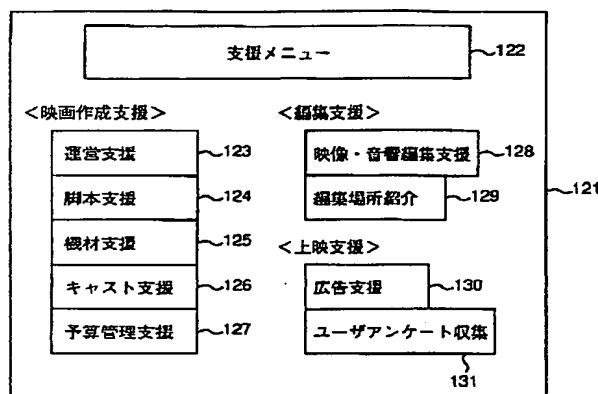 支援メニュー
122
<映画作成支援>
運営支援
123
脚本支援
124
機材支援
125
キャスト支援
126
予算管理支援
127
<編集支援>
映像・音響編集支援
128
編集場所紹介
129
<上映支援>
広告支援
130
ユーザアンケート収集
131
121